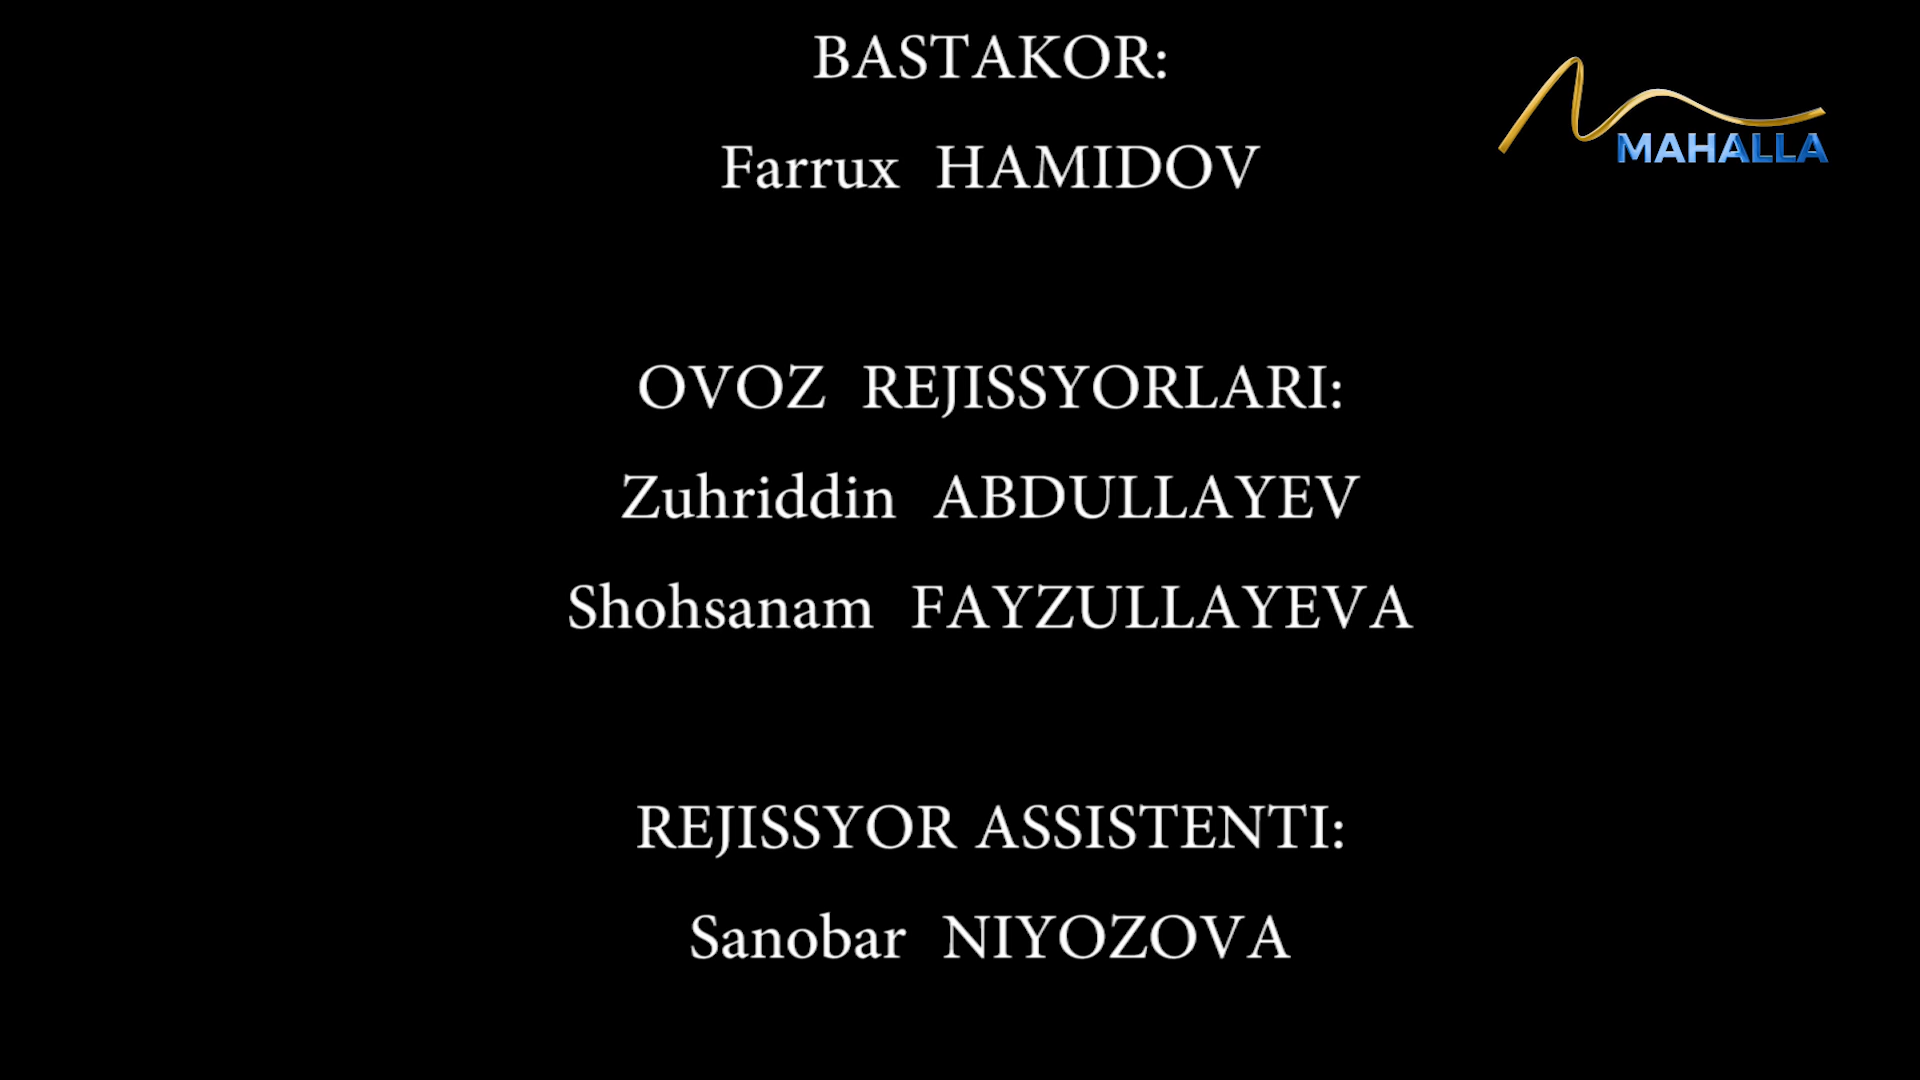 BASTAKOR:
Farrux HAMIDOV
MAHALLA
OVOZ REJISSYORLARI:
Zuhriddin ABDULLAYEV
Shohsanam FAYZULLAYEVA
REJISSYOR ASSISTENTI:
Sanobar NIYOZOVA